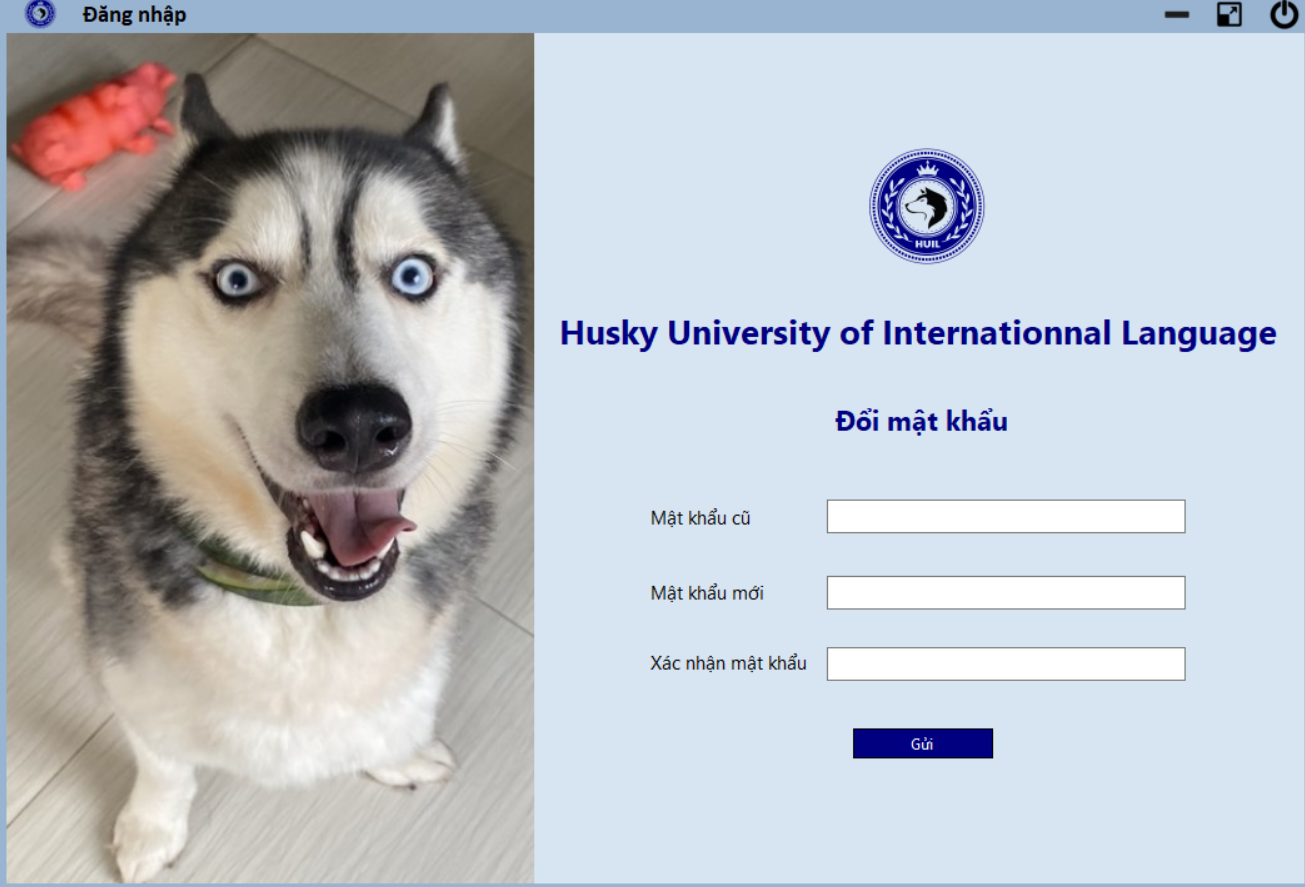 Đăng nhập
HUIL
Husky University of Internationnal Language
Đổi mật khẩu
Mật khẩu cũ
Mật khẩu mới
Xác nhận mật khẩu
Gửi